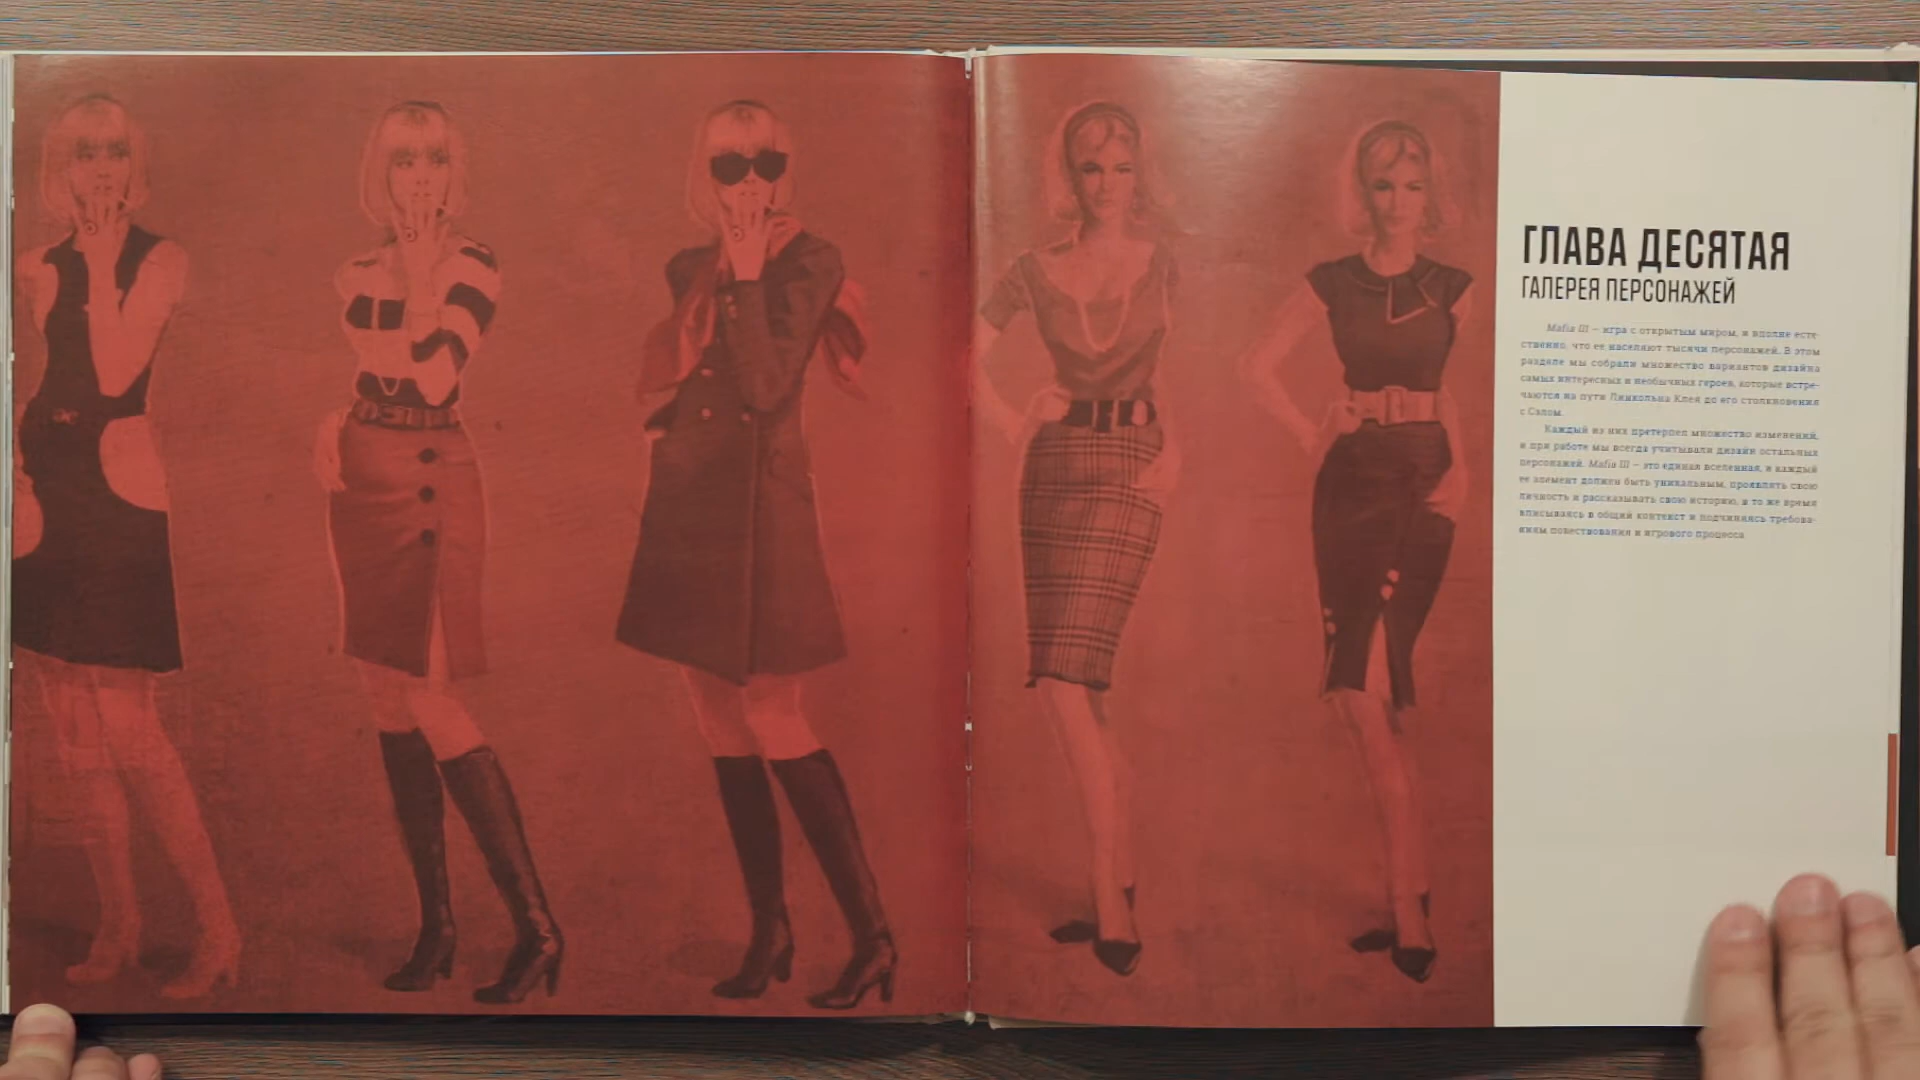 ГЛАВА ДЕСЯТАЯ
ГАЛЕРЕЯ ПЕРСОНАЖЕЙ
Mafia III — игра с открытым миром, и вполне есте-
ственно, что ее населяют тысячи персонажей. В этом
разделе мы собрали множество вариантов дизайна
самых интересных и необычных героев, которые встре-
чаются на пути Линкольна Клея до его столкновения
с Сэлом.
Каждый из них претерпел множество изменений,
и при работе мы всегда учитывали дизайн остальных
персонажей. Mafia III — это единая вселенная, и каждый
ее элемент должен быть уникальным, проявлять свою
личность и рассказывать свою историю, в то же время
вписываясь в общий контекст и подчиняясь требова-
ниям повествования и игрового процесса.